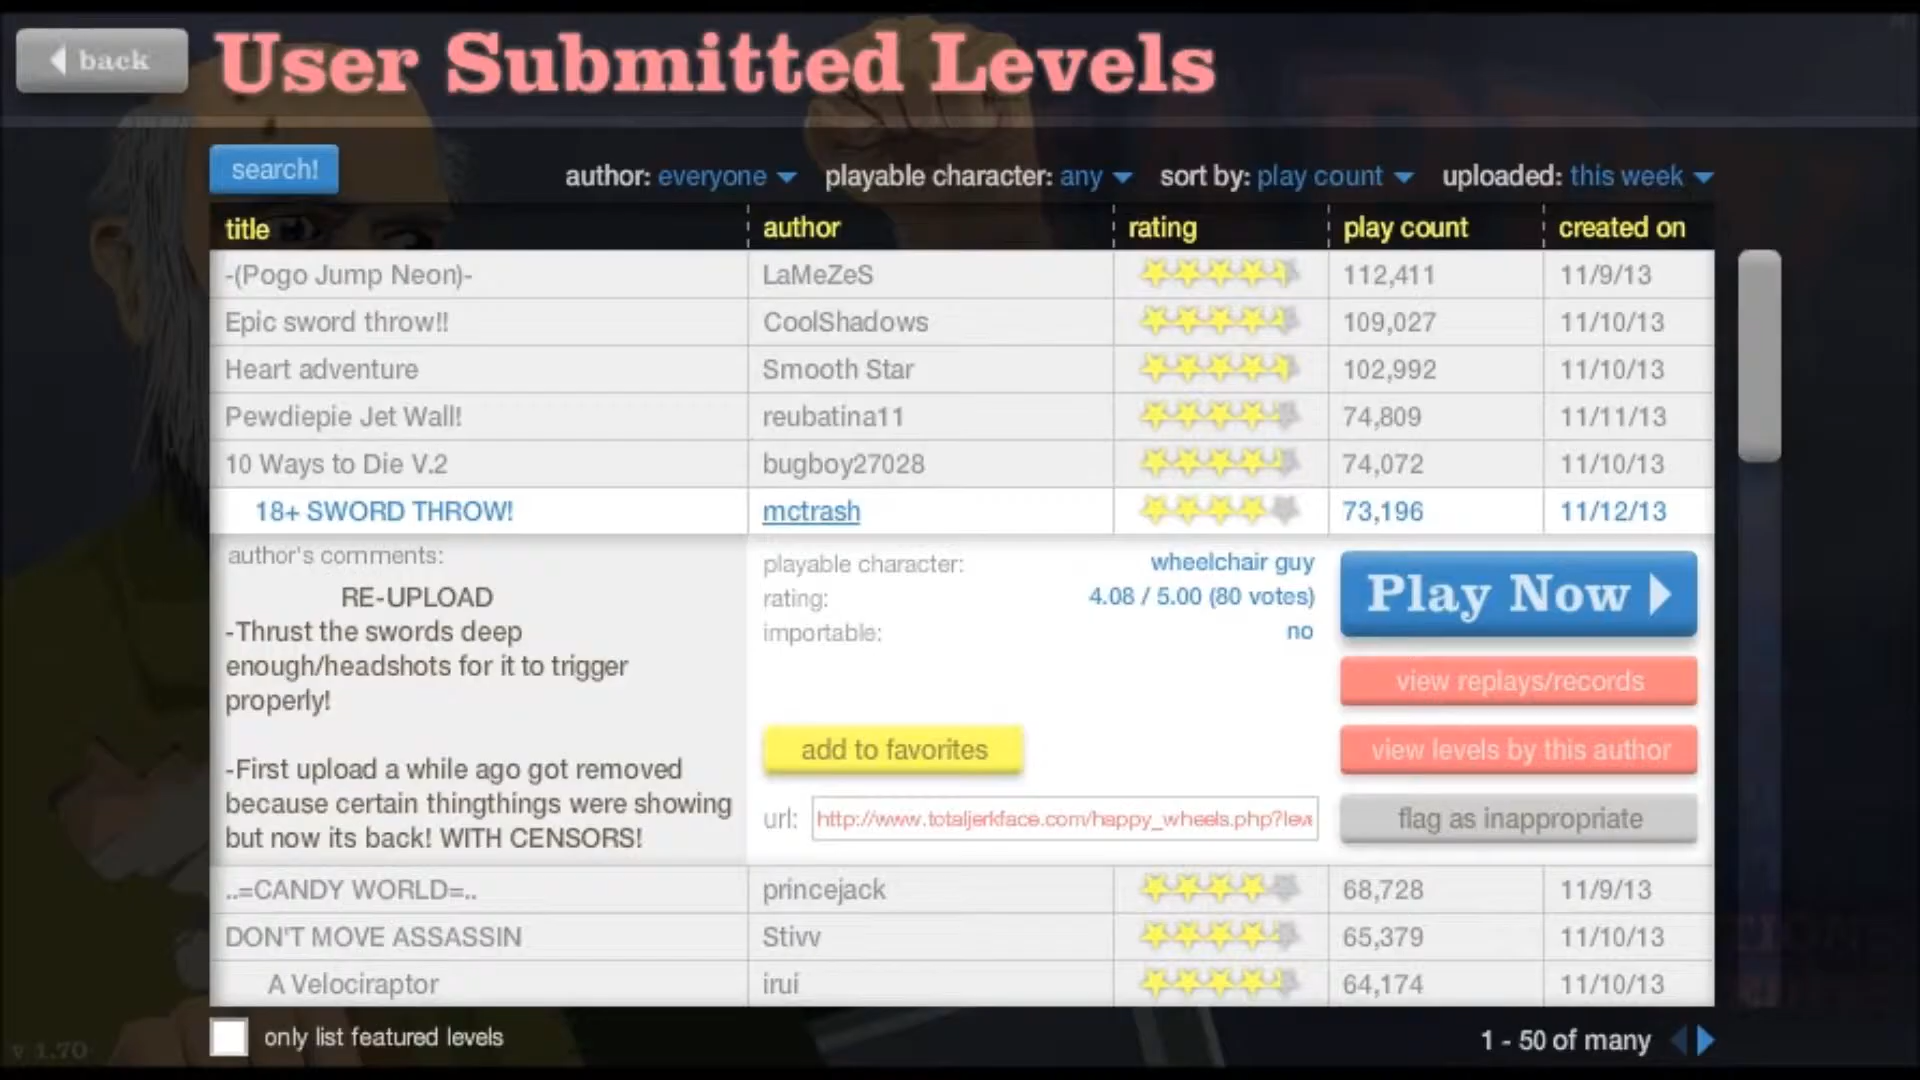 back
User Submitted Levels
search!
author: everyone playable character: any sort by: play count uploaded: this week
title author rating play count created on
-(Pogo Jump Neon)- LaMeZeS 112,411 11/9/13
Epic sword throw!! CoolShadows 109,027 11/10/13
Heart adventure Smooth Star 102,992 11/10/13
Pewdiepie Jet Wall! reubatina11 74,809 11/11/13
10 Ways to Die V.2 bugboy27028 74,072 11/10/13
18+ SWORD THROW! mctrash 73,196 11/12/13
author's comments:
RE-UPLOAD
-Thrust the swords deep
enough/headshots for it to trigger
properly!
-First upload a while ago got removed
because certain thingthings were showing
but now its back! WITH CENSORS!
playable character: wheelchair guy
rating: 4.08 / 5.00 (80 votes)
importable: no
add to favorites
url: http://www.totaljerkface.com/happy_wheels.php?leve
Play Now
view replays/records
view levels by this author
flag as inappropriate
..=CANDY WORLD=.. princejack 68,728 11/9/13
DON'T MOVE ASSASSIN Stivv 65,379 11/10/13
A Velociraptor irui 64,174 11/10/13
only list featured levels
1 - 50 of many
v 1.70